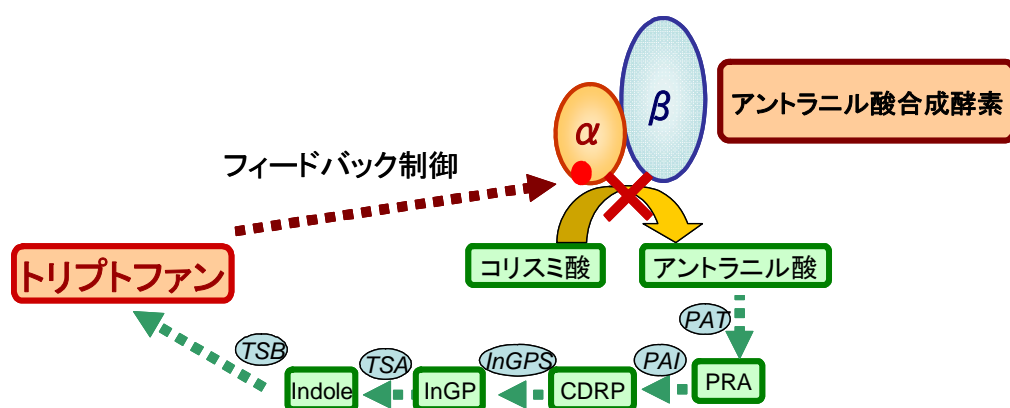 α
β
アントラニル酸合成酵素
フィードバック制御
コリスミ酸
アントラニル酸
トリプトファン
PAT
TSB
TSA
InGPS
PAI
Indole
InGP
CDRP
PRA